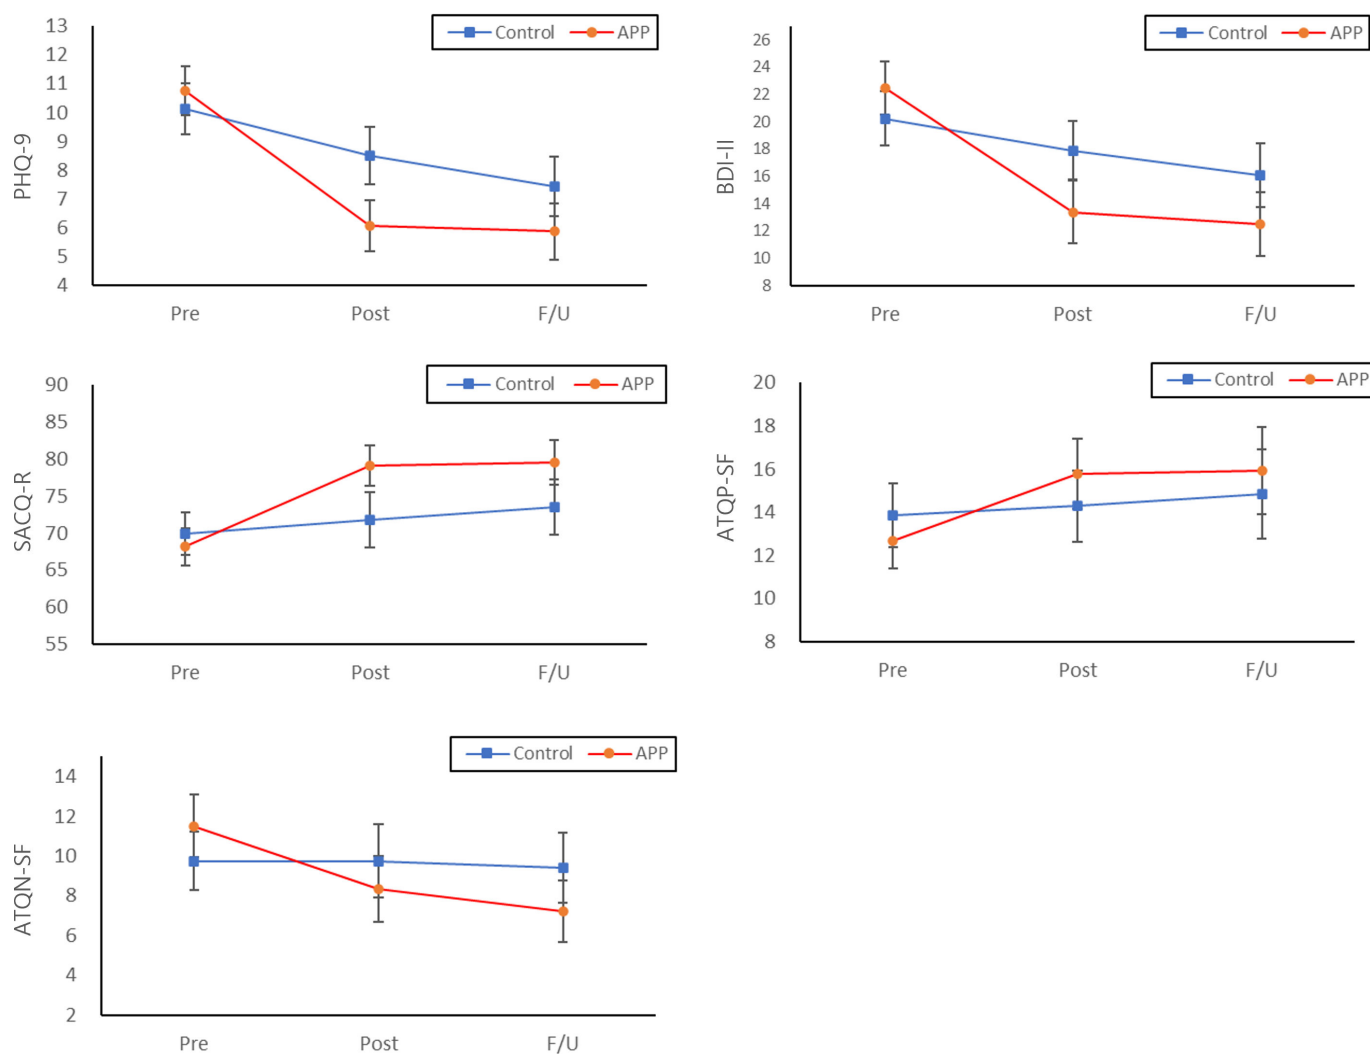 Control APP
13
12
11
10
9
8
7
6
5
4
PHQ-9
Pre Post F/U
Control APP
26
24
22
20
18
16
14
12
10
8
BDI-II
Pre Post F/U
Control APP
90
85
80
75
70
65
60
55
SACQ-R
Pre Post F/U
Control APP
20
18
16
14
12
10
8
ATQP-SF
Pre Post F/U
Control APP
14
12
10
8
6
4
2
ATQN-SF
Pre Post F/U